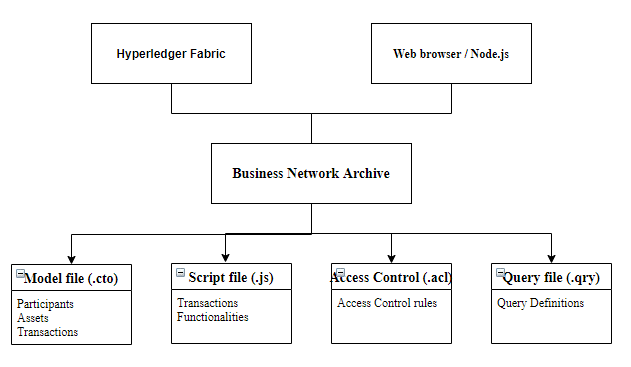 Hyperledger Fabric
Web browser / Node.js
Business Network Archive
Model file (.cto)
Participants
Assets
Transactions
Script file (.js)
Transactions
Functionalities
Access Control (.acl)
Access Control rules
Query file (.qry)
Query Definitions